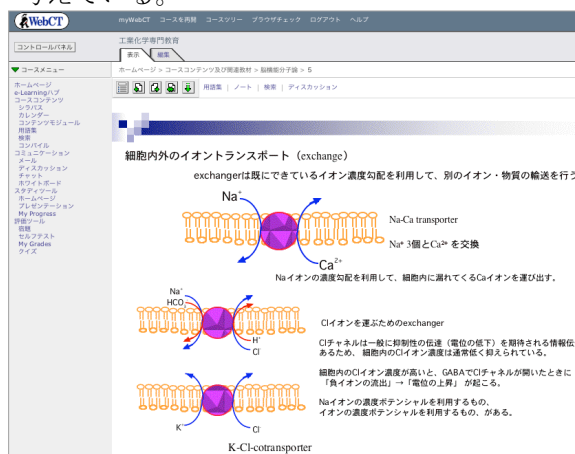 考えている。
WebCT
myWebCT コースを再開 コースツリー ブラウザチェック ログアウト ヘルプ
コントロールパネル
工業化学専門教育
表示 編集
▼ コースメニュー
ホームページ > コースコンテンツ及び関連教材 > 脳機能分子論 > 5
ホームページ
e-Learningハブ
コースコンテンツ
シラバス
カレンダー
コンテンツモジュール
用語集
検索
コンパイル
コミュニケーション
メール
ディスカッション
チャット
ホワイトボード
スタディツール
ホームページ
プレゼンテーション
My Progress
評価ツール
宿題
セルフテスト
My Grades
クイズ
用語集 | ノート | 検索 | ディスカッション
細胞内外のイオントランスポート（exchange）
exchangerは既にできているイオン濃度勾配を利用して、別のイオン・物質の輸送を行う
Na⁺
Na-Ca transporter
Na⁺ 3個とCa²⁺ を交換
Ca²⁺
Naイオンの濃度勾配を利用して、細胞内に漏れてくるCaイオンを運び出す。
Na⁺
HCO₃⁻
H⁺
Cl⁻
Clイオンを運ぶためのexchanger
Clチャネルは一般に抑制性の伝達（電位の低下）を期待される情報伝
あるため、細胞内のClイオン濃度は通常低く抑えられている。
細胞内のClイオン濃度が高いと、GABAでClチャネルが開いたときに
「負イオンの流出」→「電位の上昇」 が起こる。
Naイオンの濃度ポテンシャルを利用するもの、
イオンの濃度ポテンシャルを利用するもの、がある。
K⁺
Cl⁻
K-Cl-cotransporter